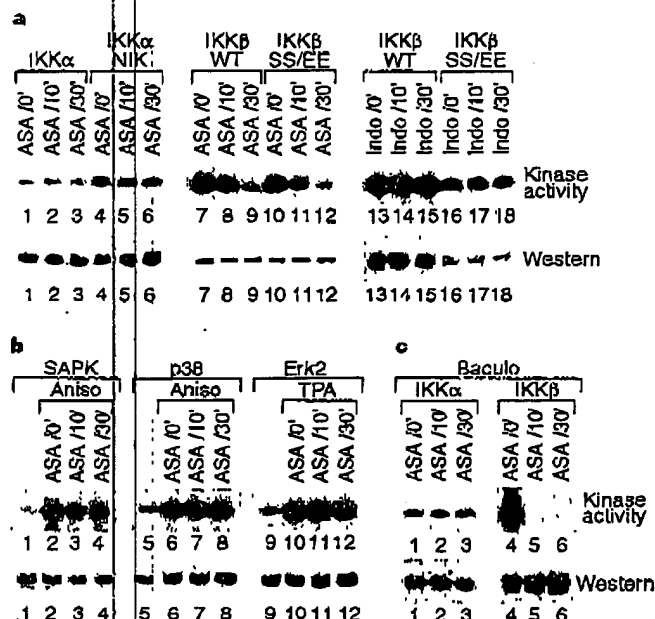 a
IKKα IKKα NIK IKKβ WT IKKβ SS/EE IKKβ WT IKKβ SS/EE
ASA /0' ASA /10' ASA /30' ASA /0' ASA /10' ASA /30' ASA /0' ASA /10' ASA /30' ASA /0' ASA /10' ASA /30' Indo /0' Indo /10' Indo /30' Indo /0' Indo /10' Indo /30'
Kinase activity
1 2 3 4 5 6 7 8 9 10 11 12 13 14 15 16 17 18
Western
1 2 3 4 5 6 7 8 9 10 11 12 13 14 15 16 17 18
b
SAPK p38 Erk2
Aniso Aniso TPA
ASA /0' ASA /10' ASA /30' ASA /0' ASA /10' ASA /30' ASA /0' ASA /10' ASA /30'
1 2 3 4 5 6 7 8 9 10 11 12
1 2 3 4 5 6 7 8 9 10 11 12
c
Baculo
IKKα IKKβ
ASA /0' ASA /10' ASA /30' ASA /0' ASA /10' ASA /30'
Kinase activity
1 2 3 4 5 6
Western
1 2 3 4 5 6